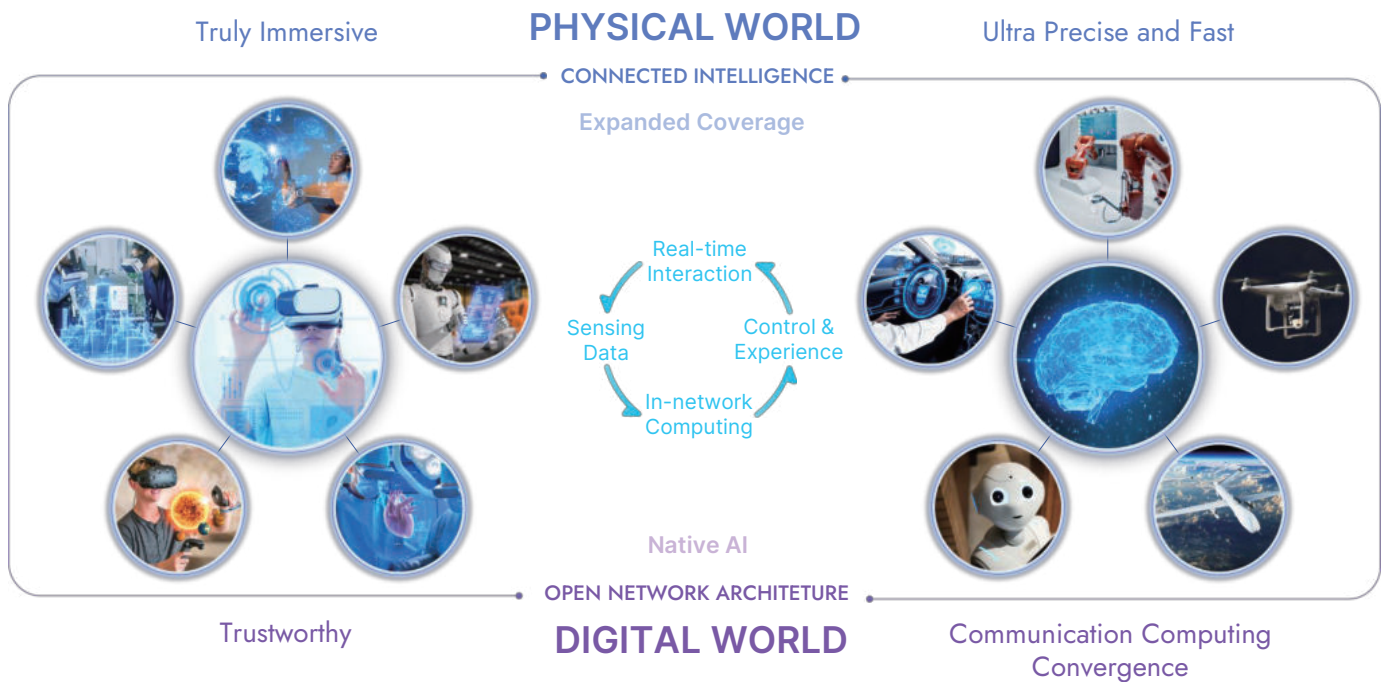 Truly Immersive
PHYSICAL WORLD
Ultra Precise and Fast
CONNECTED INTELLIGENCE
Expanded Coverage
Real-time
Interaction
Sensing
Data
Control &
Experience
In-network
Computing
Native AI
OPEN NETWORK ARCHITETURE
Trustworthy
DIGITAL WORLD
Communication Computing
Convergence